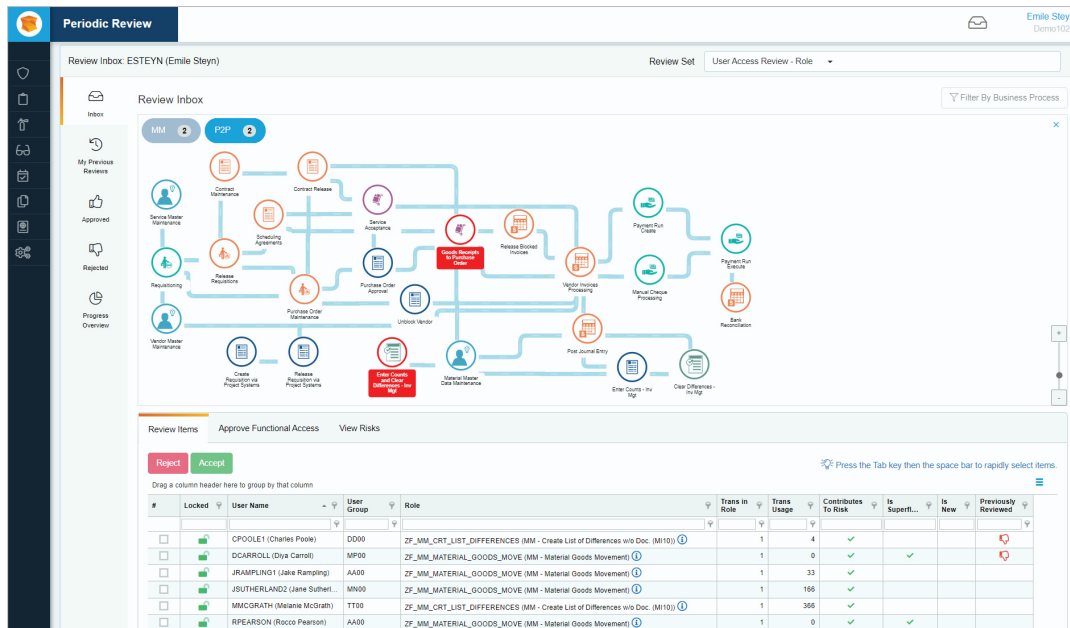 Periodic Review
Emile Stey
Demo102
Review Inbox: ESTEYN (Emile Steyn)
Review Set
User Access Review - Role
Inbox
My Previous
Reviews
Approved
Rejected
Progress
Overview
Review Inbox
Filter By Business Process
MM 2
P2P 2
Contract
Maintenance
Contract Release
Service Master
Maintenance
Scheduling
Agreements
Service
Acceptance
Goods Receipts
to Purchase
Order
Release Blocked
Invoices
Payment Run
Create
Payment Run
Execute
Requisitioning
Release
Requisitions
Purchase Order
Approval
Vendor Invoices
Processing
Manual Cheque
Processing
Purchase Order
Maintenance
Unblock Vendor
Bank
Reconciliation
Vendor Master
Maintenance
Post Journal Entry
Create
Requisition via
Project Systems
Release
Requisition via
Project Systems
Enter Counts
and Clear
Differences - Inv
Mgt
Material Master
Data Maintenance
Enter Counts - Inv
Mgt
Clear Differences -
Inv Mgt
Review Items
Approve Functional Access
View Risks
Reject
Accept
Press the Tab key then the space bar to rapidly select items.
Drag a column header here to group by that column
# Locked User Name User Group Role Trans in Role Trans Usage Contributes To Risk Is Superfl... Is New Previously Reviewed
CPOOLE1 (Charles Poole) DD00 ZF_MM_CRT_LIST_DIFFERENCES (MM - Create List of Differences w/o Doc. (MI10)) 1 4
DCARROLL (Diya Carroll) MP00 ZF_MM_MATERIAL_GOODS_MOVE (MM - Material Goods Movement) 1 0
JRAMPLING1 (Jake Rampling) AA00 ZF_MM_MATERIAL_GOODS_MOVE (MM - Material Goods Movement) 1 33
JSUTHERLAND2 (Jane Sutherl... MN00 ZF_MM_MATERIAL_GOODS_MOVE (MM - Material Goods Movement) 1 166
MMCGRATH (Melanie McGrath) TT00 ZF_MM_CRT_LIST_DIFFERENCES (MM - Create List of Differences w/o Doc. (MI10)) 1 366
RPEARSON (Rocco Pearson) AA00 ZF_MM_MATERIAL_GOODS_MOVE (MM - Material Goods Movement) 1 0